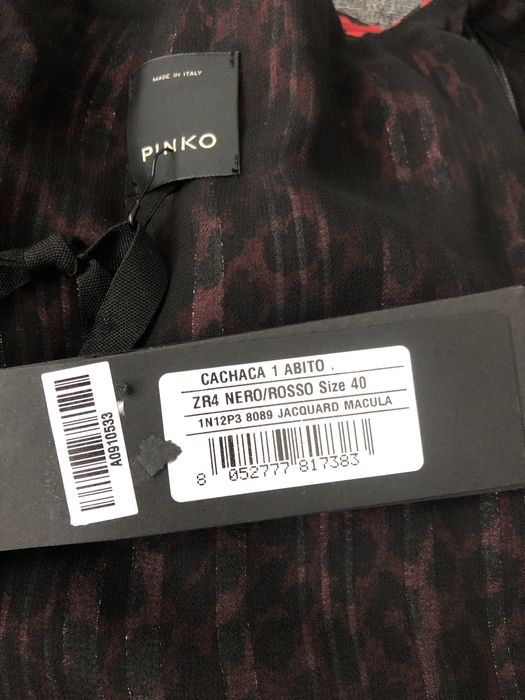 MADE IN ITALY
PINKO
CACHACA 1 ABITO .
ZR4 NERO/ROSSO Size 40
1N12P3 8089 JACQUARD MACULA
8 052777 817383
A0910533